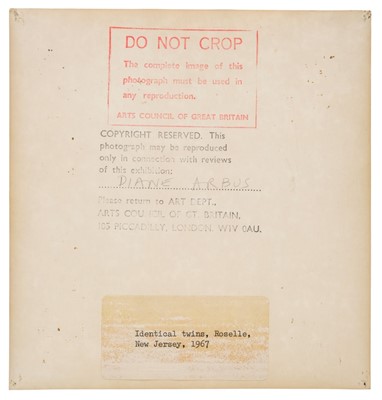 DO NOT CROP
The complete image of this
photograph must be used in
any reproduction.
ARTS COUNCIL OF GREAT BRITAIN
COPYRIGHT RESERVED. This
photograph may be reproduced
only in connection with reviews
of this exhibition:
DIANE ARBUS
Please return to ART DEPT.,
ARTS COUNCIL OF GT. BRITAIN,
105 PICCADILLY, LONDON, W1V 0AU.
Identical twins, Roselle,
New Jersey, 1967